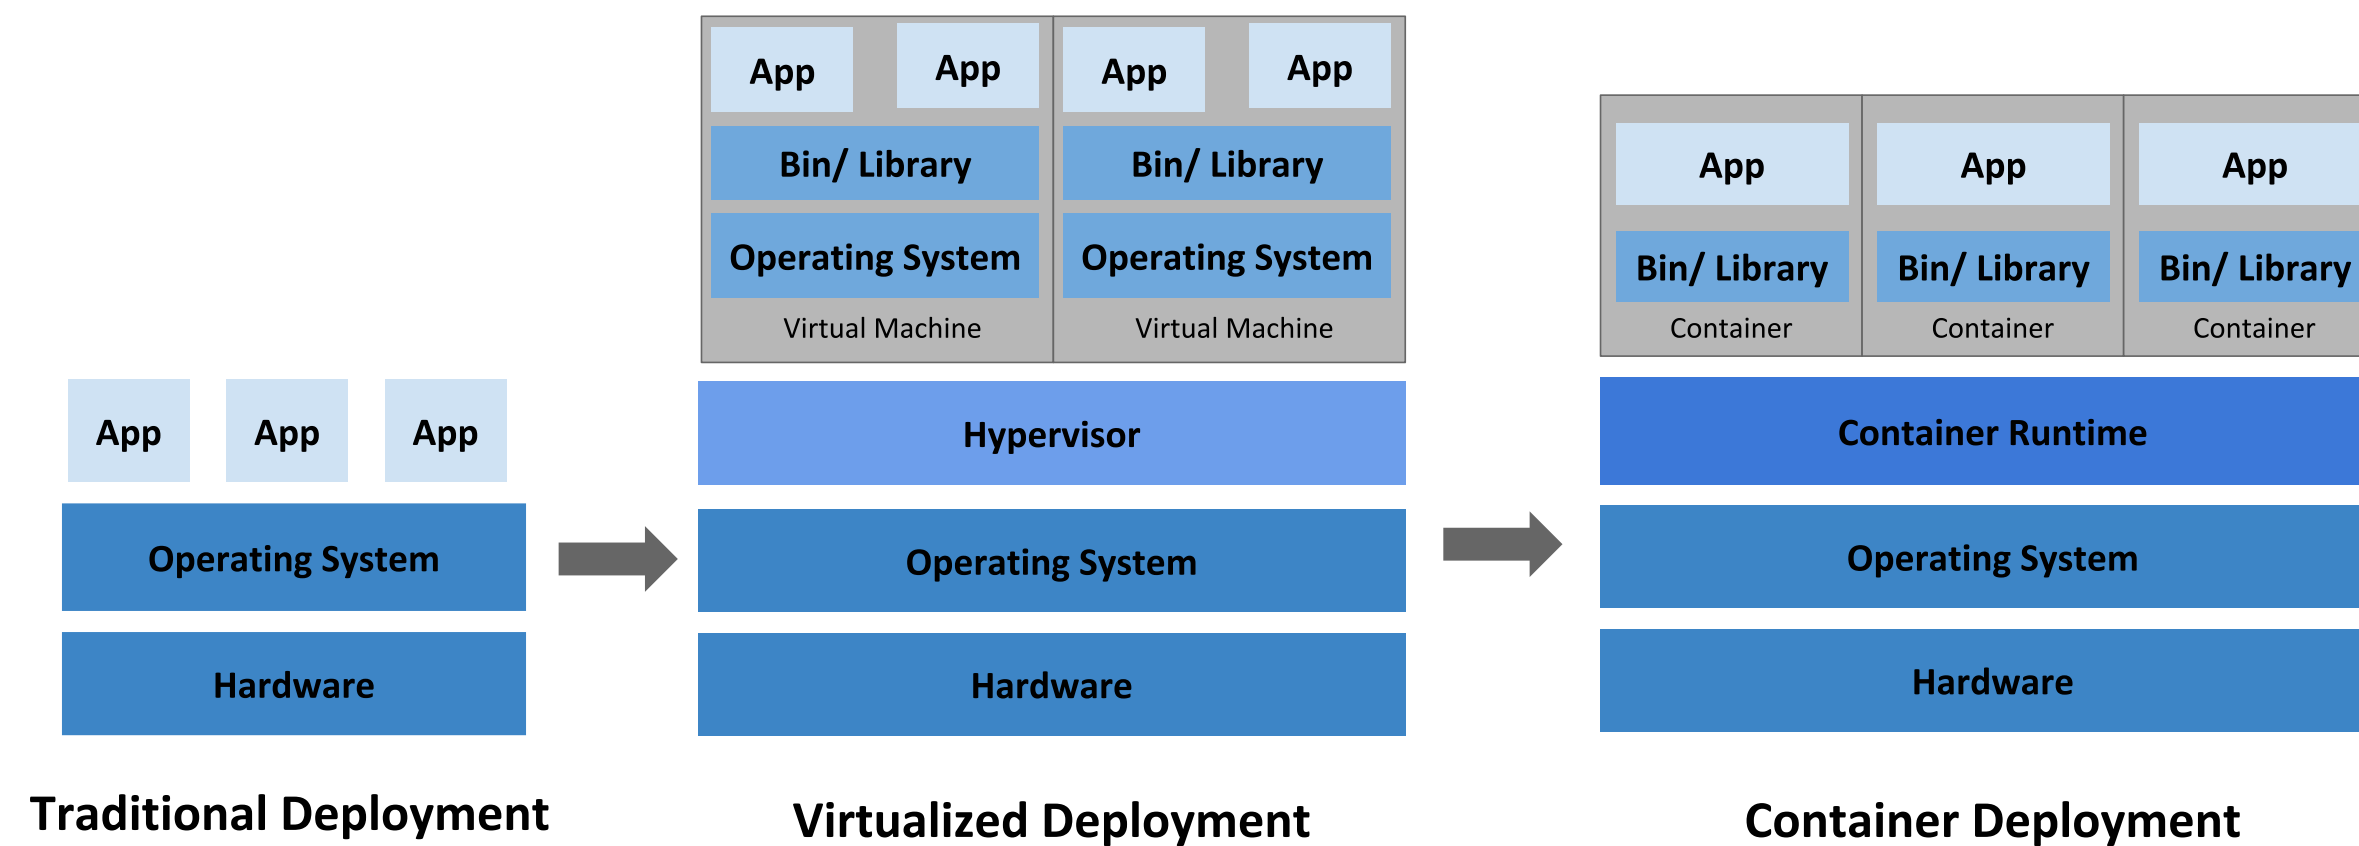 App
App
App
Operating System
Hardware
Traditional Deployment
App
App
App
App
Bin/ Library
Bin/ Library
Operating System
Operating System
Virtual Machine
Virtual Machine
Hypervisor
Operating System
Hardware
Virtualized Deployment
App
App
App
Bin/ Library
Bin/ Library
Bin/ Library
Container
Container
Container
Container Runtime
Operating System
Hardware
Container Deployment